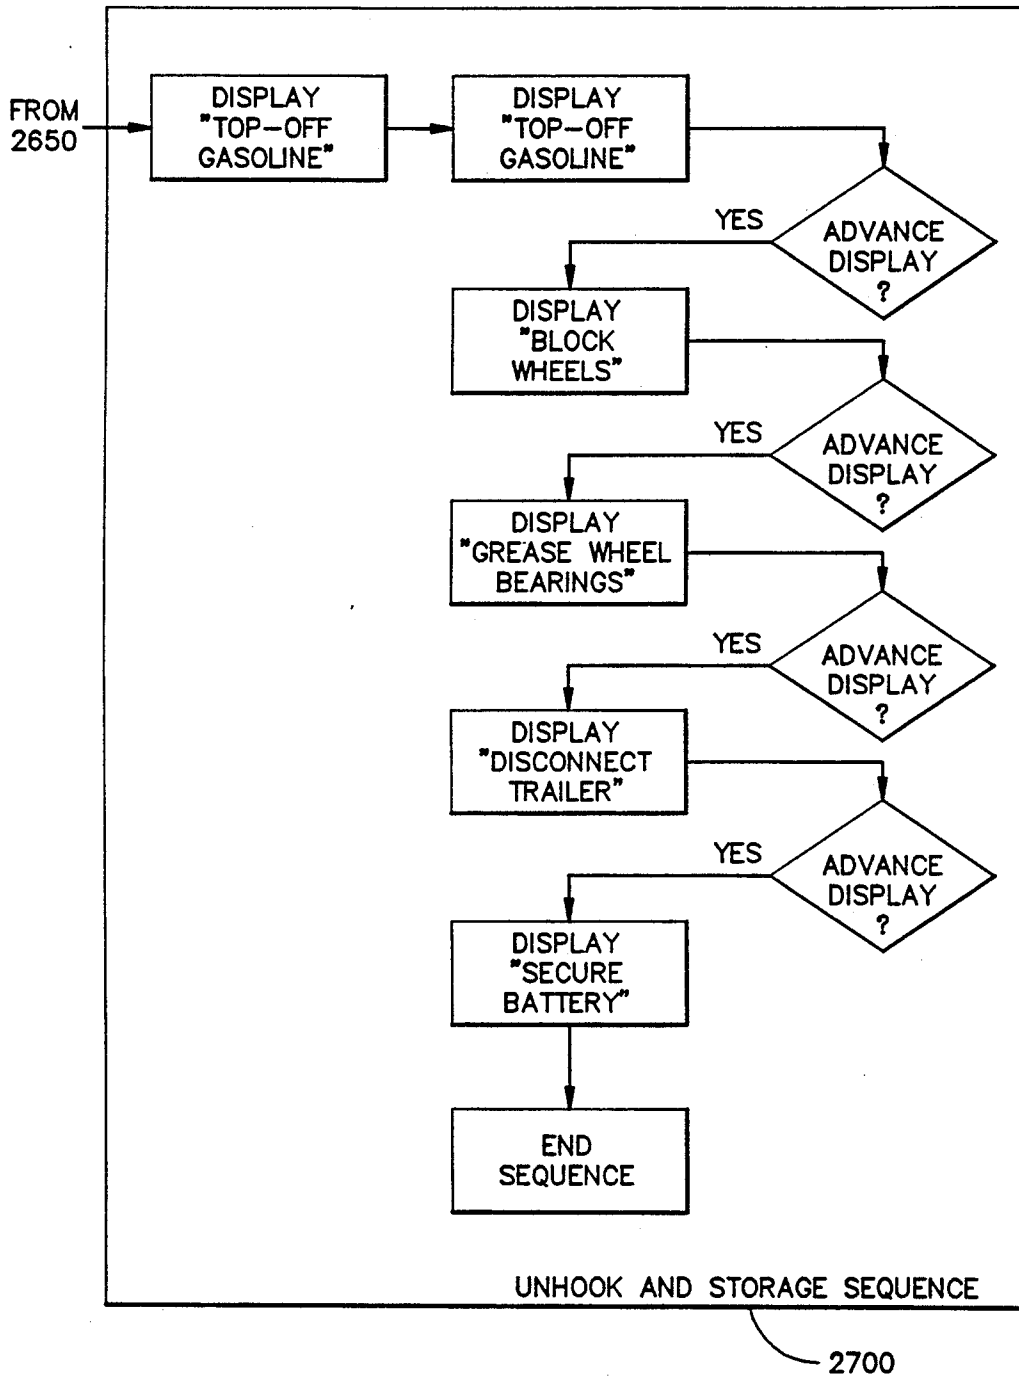 FROM
2650
DISPLAY
"TOP-OFF
GASOLINE"
DISPLAY
"TOP-OFF
GASOLINE"
YES
ADVANCE
DISPLAY
?
DISPLAY
"BLOCK
WHEELS"
YES
ADVANCE
DISPLAY
?
DISPLAY
"GREASE WHEEL
BEARINGS"
YES
ADVANCE
DISPLAY
?
DISPLAY
"DISCONNECT
TRAILER"
YES
ADVANCE
DISPLAY
?
DISPLAY
"SECURE
BATTERY"
END
SEQUENCE
UNHOOK AND STORAGE SEQUENCE
2700